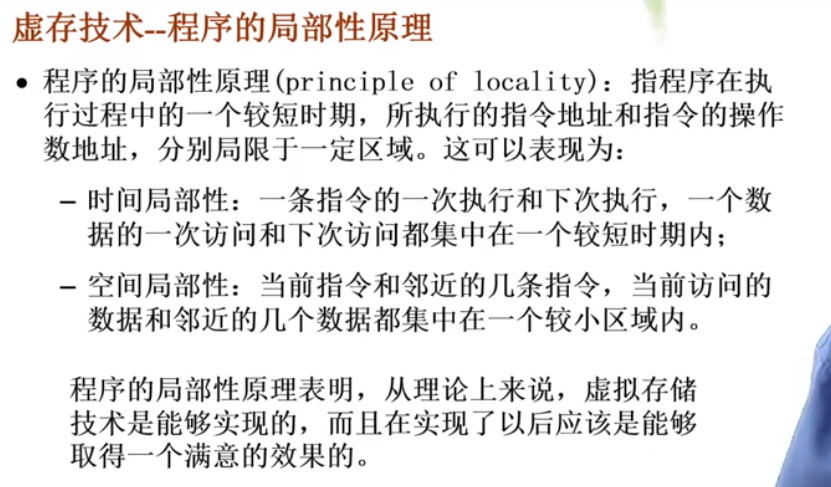 虚存技术--程序的局部性原理
• 程序的局部性原理(principle of locality)：指程序在执
行过程中的一个较短时期，所执行的指令地址和指令的操作
数地址，分别局限于一定区域。这可以表现为：
– 时间局部性：一条指令的一次执行和下次执行，一个数
据的一次访问和下次访问都集中在一个较短时期内；
– 空间局部性：当前指令和邻近的几条指令，当前访问的
数据和邻近的几个数据都集中在一个较小区域内。
程序的局部性原理表明，从理论上来说，虚拟存储
技术是能够实现的，而且在实现了以后应该是能够
取得一个满意的效果的。